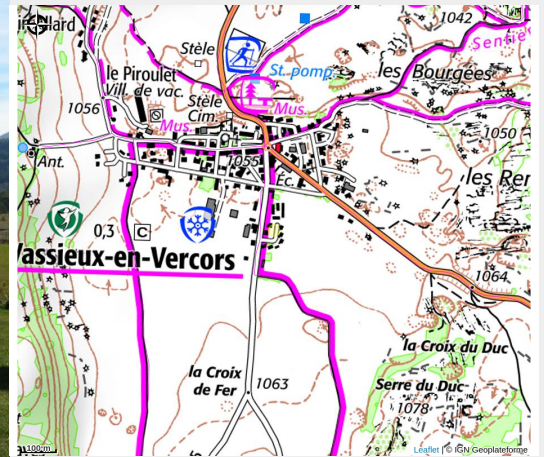 1042
Sentie
Stèle
St. pomp.
les Bourgées
le Piroulet
Vill. de vac.
1056
Stèle
Cim.
Mus.
Mus.
1050
1055
Ant.
Éc.
les Rer
0,3
C
Vassieux-en-Vercors
1064
la Croix du Duc
la Croix
de Fer
1063
Serre du Duc
1078
100 m
Leaflet | © IGN Geoplateforme